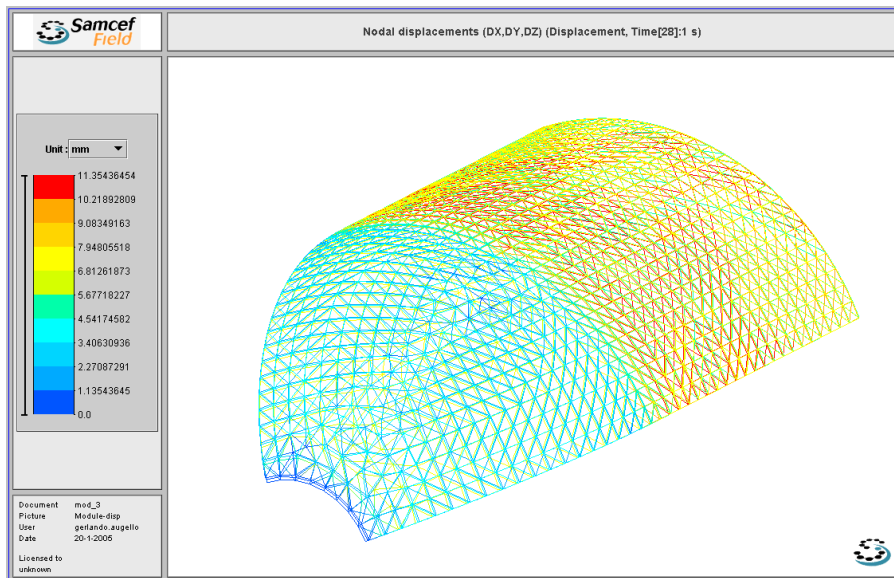 Samcef
Field
Nodal displacements (DX,DY,DZ) (Displacement, Time[28]:1 s)
Unit : mm
11.35436454
10.21892809
9.08349163
7.94805518
6.81261873
5.67718227
4.54174582
3.40630936
2.27087291
1.13543645
0.0
Document mod_3
Picture Module-disp
User gerlando.augello
Date 20-1-2005
Licensed to
unknown